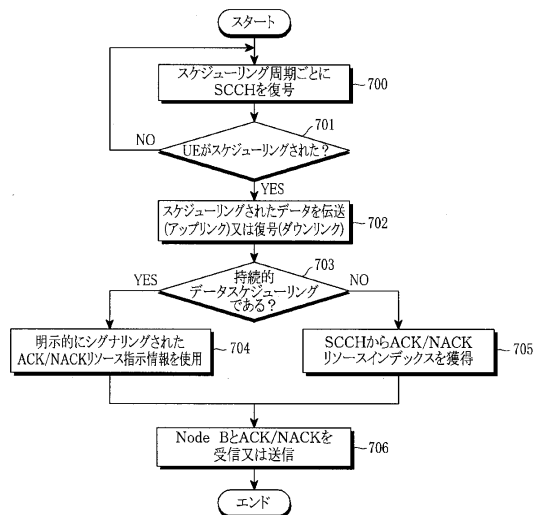 スタート
スケジューリング周期ごとに
SCCHを復号
700
701
NO
UEがスケジューリングされた?
YES
スケジューリングされたデータを伝送
(アップリンク)又は復号(ダウンリンク)
702
703
YES
持続的
データスケジューリング
である?
NO
明示的にシグナリングされた
ACK/NACKリソース指示情報を使用
704
SCCHからACK/NACK
リソースインデックスを獲得
705
Node BとACK/NACKを
受信又は送信
706
エンド